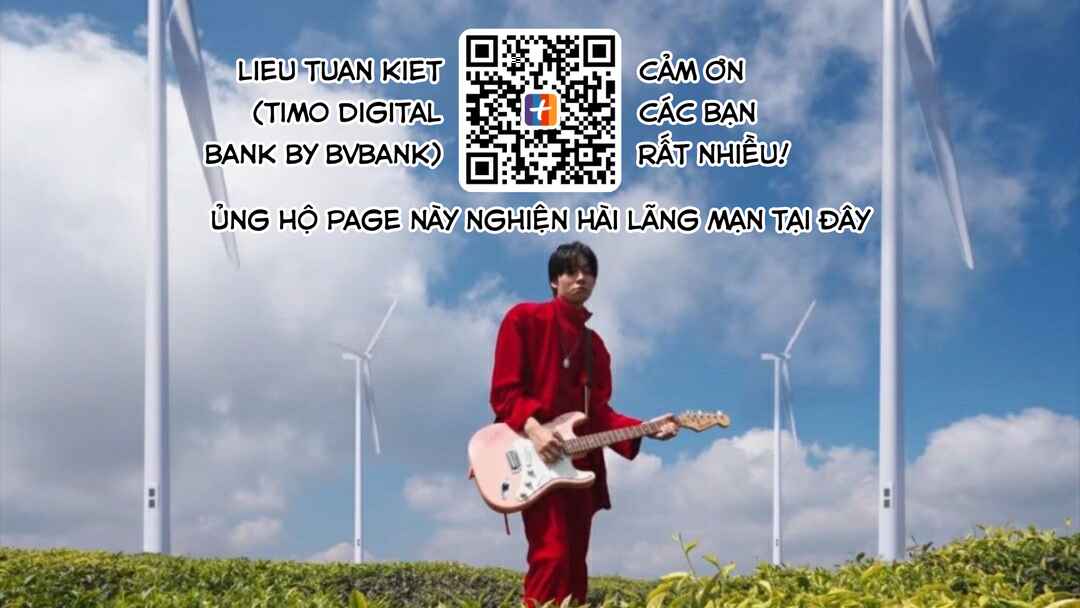 LIEU TUAN KIET
(TIMO DIGITAL
BANK BY BVBANK)
CẢM ƠN
CÁC BẠN
RẤT NHIỀU!
ỦNG HỘ PAGE NÀY NGHIỆN HÀI LÃNG MẠN TẠI ĐÂY